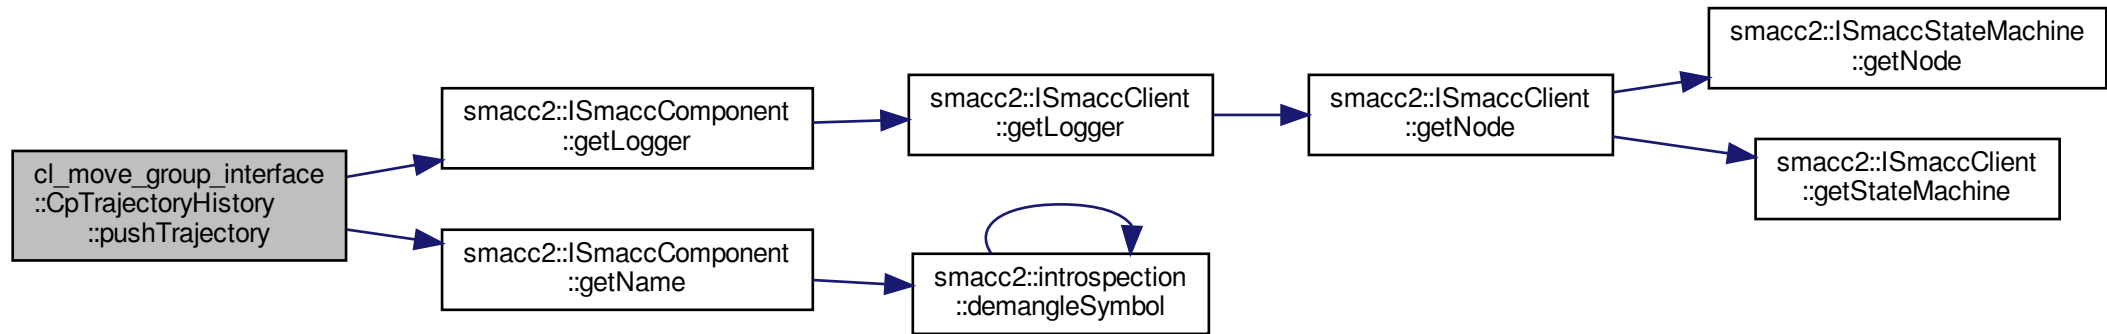 cl_move_group_interface
::CpTrajectoryHistory
::pushTrajectory
smacc2::ISmaccComponent
::getLogger
smacc2::ISmaccClient
::getLogger
smacc2::ISmaccClient
::getNode
smacc2::ISmaccStateMachine
::getNode
smacc2::ISmaccClient
::getStateMachine
smacc2::ISmaccComponent
::getName
smacc2::introspection
::demangleSymbol